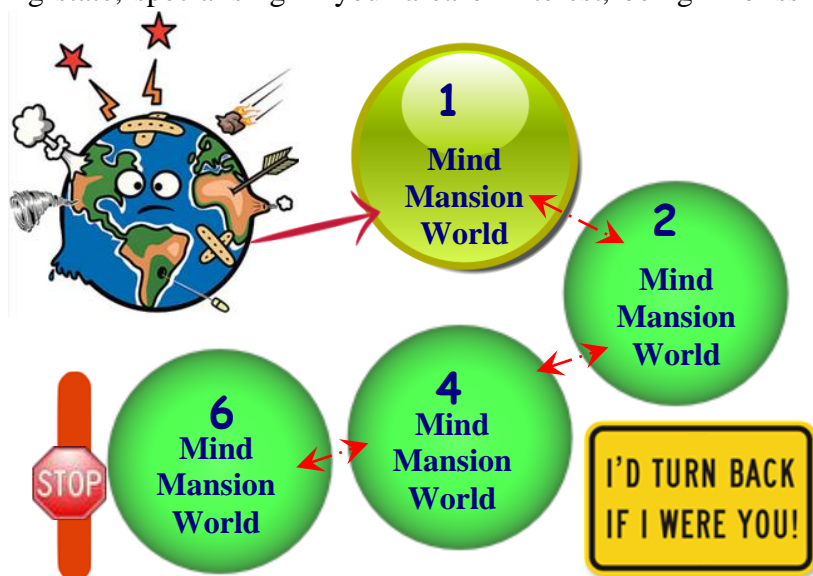 1
Mind
Mansion
World
2
Mind
Mansion
World
4
Mind
Mansion
World
6
Mind
Mansion
World
STOP
I'D TURN BACK
IF I WERE YOU!